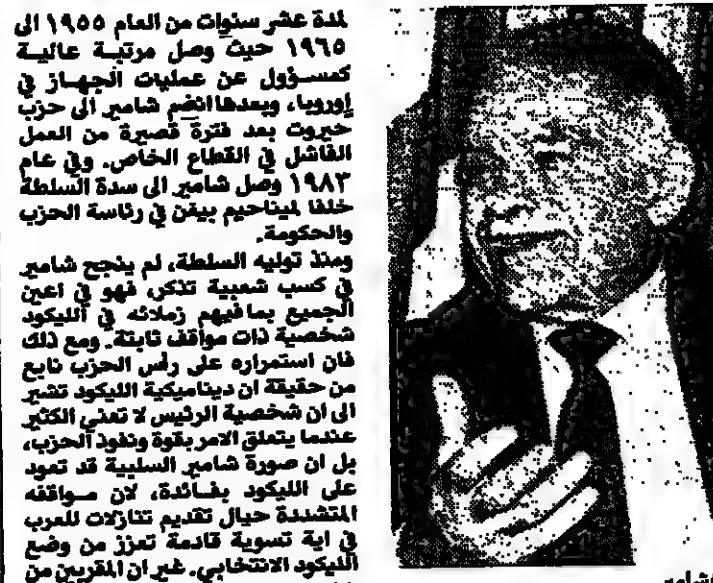 لمدة عشر سنوات من العام ١٩٥٥ الى
١٩٦٥ حيث وصل مرتبة عالية
كمسؤول عن عمليات الجهاز في
إوروبا، وبعدها انضم شامير الى حزب
حيروت بعد فترة قصيرة من العمل
الفاشل في القطاع الخاص. وفي عام
١٩٨٣ وصل شامير الى سدة السلطة
خلفا لميناحيم بيغن في رئاسة الحزب
والحكومة.
ومنذ توليه السلطة، لم ينجح شامير
في كسب شعبية تذكر، فهو في اعين
الجميع بما فيهم زملائه في الليكود
شخصية ذات مواقف ثابتة. ومع ذلك
فان استمراره على رأس الحزب نابع
من حقيقة ان ديناميكية الليكود تشير
الى ان شخصية الرئيس لا تعني الكثير
عندما يتعلق الامر بقوة ونفوذ الحزب،
بل ان صورة شامير السلبية قد تعود
على الليكود بفائدة، لان مواقفه
المتشددة حيال تقديم تنازلات للعرب
في اية تسوية قادمة تعزز من وضع
الليكود الانتخابي. غير ان المقربين من
شامير